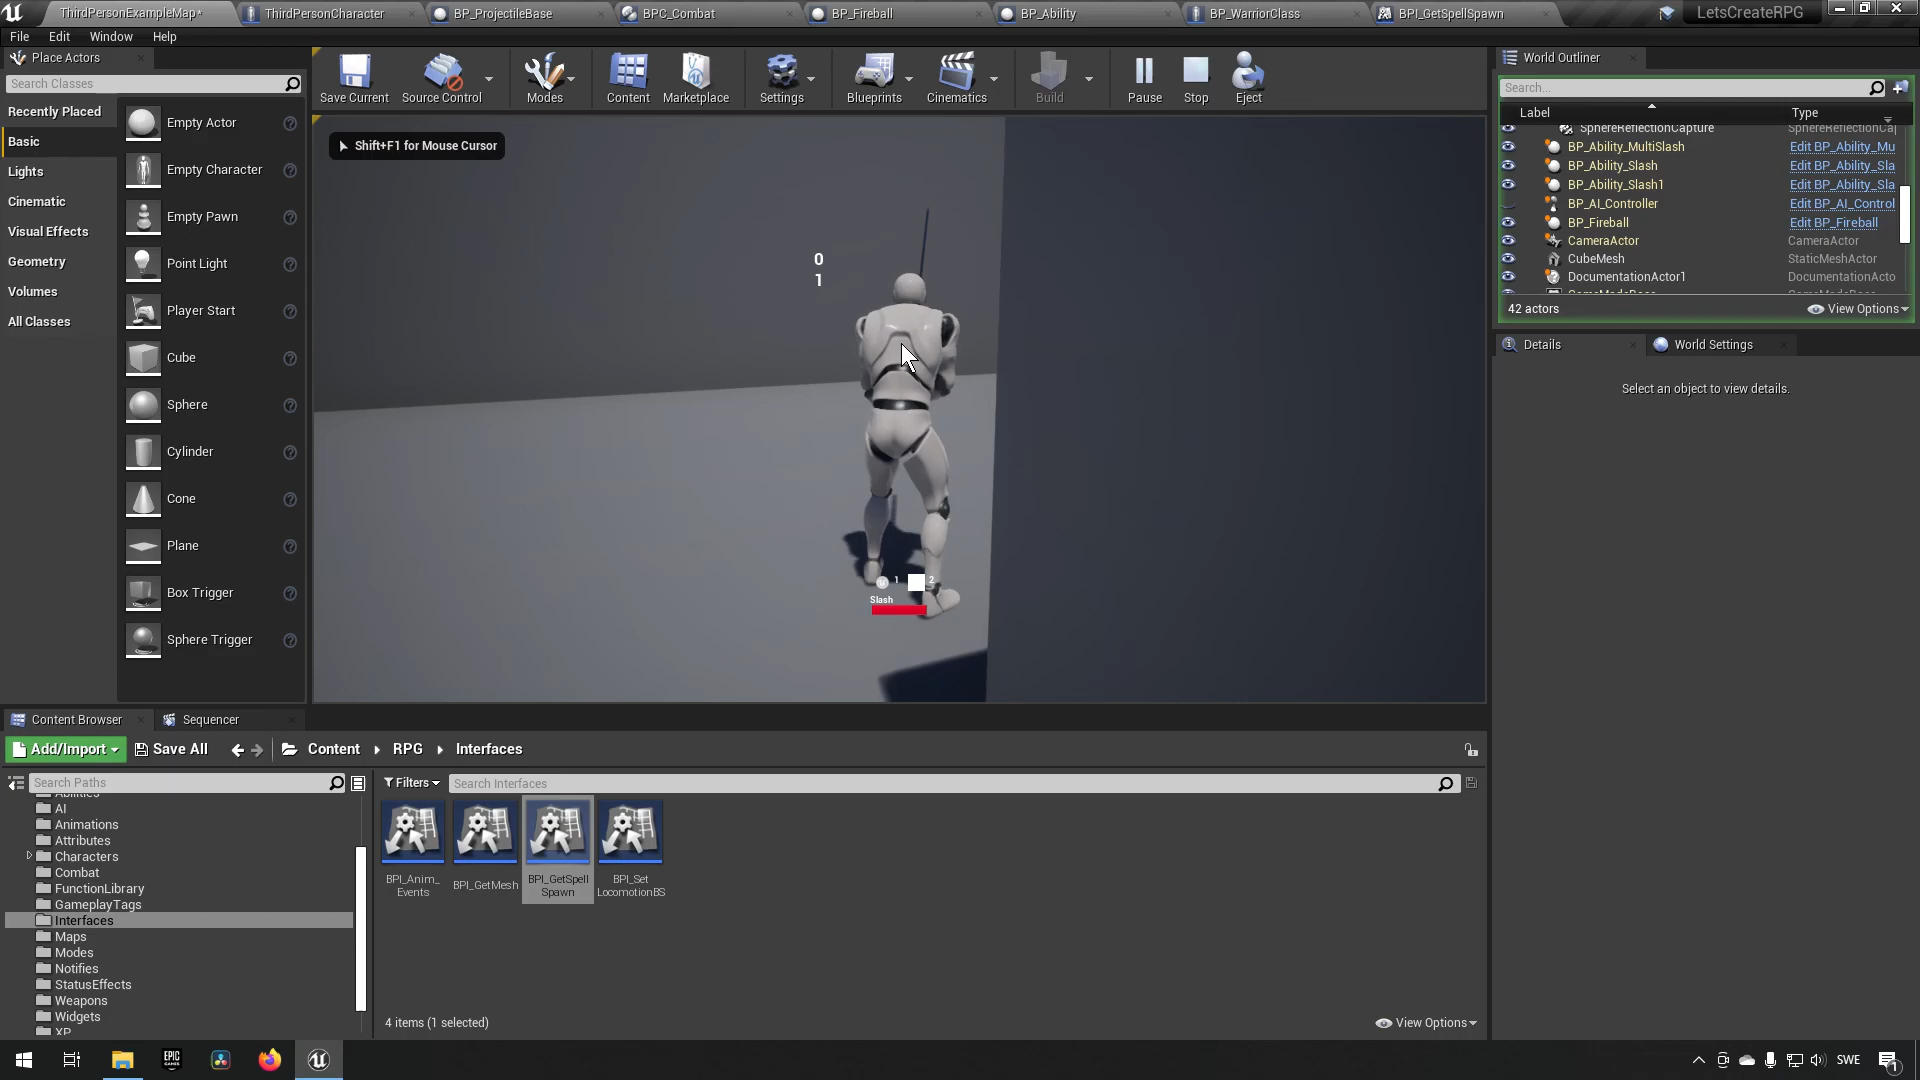 ThirdPersonExampleMap*
ThirdPersonCharacter
BP_ProjectileBase
BPC_Combat
BP_Fireball
BP_Ability
BP_WarriorClass
BPI_GetSpellSpawn
LetsCreateRPG
File
Edit
Window
Help
Place Actors
Search Classes
Recently Placed
Basic
Lights
Cinematic
Visual Effects
Geometry
Volumes
All Classes
Empty Actor
Empty Character
Empty Pawn
Point Light
Player Start
Cube
Sphere
Cylinder
Cone
Plane
Box Trigger
Sphere Trigger
Save Current
Source Control
Modes
Content
Marketplace
Settings
Blueprints
Cinematics
Build
Pause
Stop
Eject
Shift+F1 for Mouse Cursor
0
1
1
2
Slash
World Outliner
Search...
Label
Type
SphereReflectionCapture
SphereReflectionCa
BP_Ability_MultiSlash
Edit BP_Ability_Mu
BP_Ability_Slash
Edit BP_Ability_Sla
BP_Ability_Slash1
Edit BP_Ability_Sla
BP_AI_Controller
Edit BP_AI_Control
BP_Fireball
Edit BP_Fireball
CameraActor
CameraActor
CubeMesh
StaticMeshActor
DocumentationActor1
DocumentationActo
42 actors
View Options
Details
World Settings
Select an object to view details.
Content Browser
Sequencer
Add/Import
Save All
Content
RPG
Interfaces
Search Paths
Filters
Search Interfaces
Abilities
AI
Animations
Attributes
Characters
Combat
FunctionLibrary
GameplayTags
Interfaces
Maps
Modes
Notifies
StatusEffects
Weapons
Widgets
XP
BPI_Anim_
Events
BPI_GetMesh
BPI_GetSpell
Spawn
BPI_Set
LocomotionBS
4 items (1 selected)
View Options
EPIC
GAMES
SWE
1